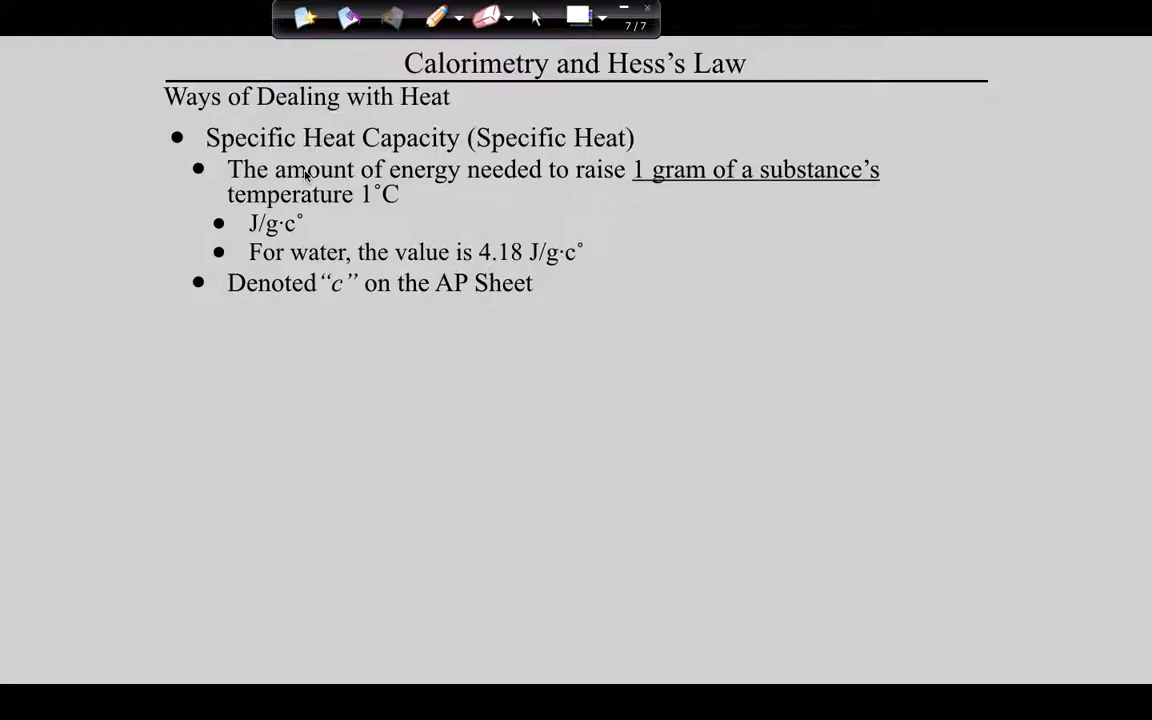 7/7
Calorimetry and Hess’s Law
Ways of Dealing with Heat
● Specific Heat Capacity (Specific Heat)
● The amount of energy needed to raise 1 gram of a substance’s
temperature 1˚C
● J/g·c˚
● For water, the value is 4.18 J/g·c˚
● Denoted “c” on the AP Sheet